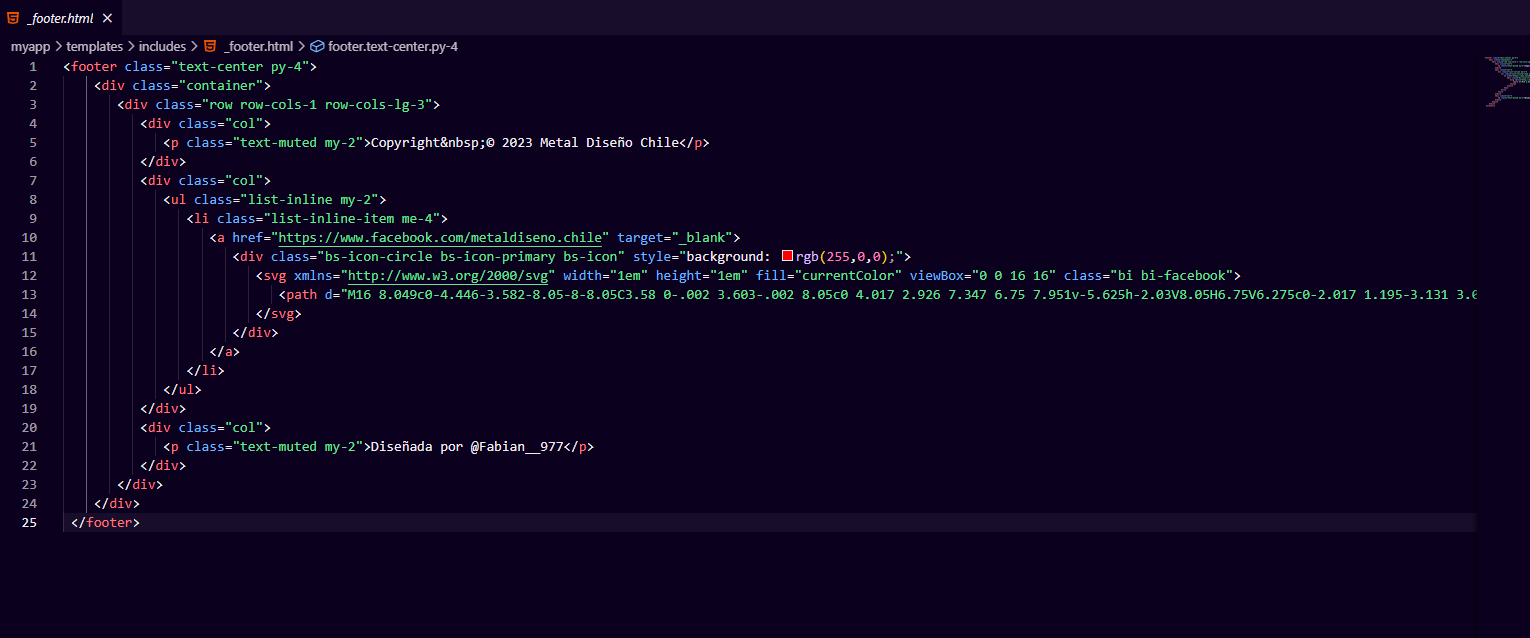 _footer.html
myapp > templates > includes > _footer.html > footer.text-center.py-4
1 <footer class="text-center py-4">
2 <div class="container">
3 <div class="row row-cols-1 row-cols-lg-3">
4 <div class="col">
5 <p class="text-muted my-2">Copyright&nbsp;© 2023 Metal Diseño Chile</p>
6 </div>
7 <div class="col">
8 <ul class="list-inline my-2">
9 <li class="list-inline-item me-4">
10 <a href="https://www.facebook.com/metaldiseno.chile" target="_blank">
11 <div class="bs-icon-circle bs-icon-primary bs-icon" style="background: rgb(255,0,0);">
12 <svg xmlns="http://www.w3.org/2000/svg" width="1em" height="1em" fill="currentColor" viewBox="0 0 16 16" class="bi bi-facebook">
13 <path d="M16 8.049c0-4.446-3.582-8.05-8-8.05C3.58 0-.002 3.603-.002 8.05c0 4.017 2.926 7.347 6.75 7.951v-5.625h-2.03V8.05H6.75V6.275c0-2.017 1.195-3.131
14 </svg>
15 </div>
16 </a>
17 </li>
18 </ul>
19 </div>
20 <div class="col">
21 <p class="text-muted my-2">Diseñada por @Fabian__977</p>
22 </div>
23 </div>
24 </div>
25 </footer>